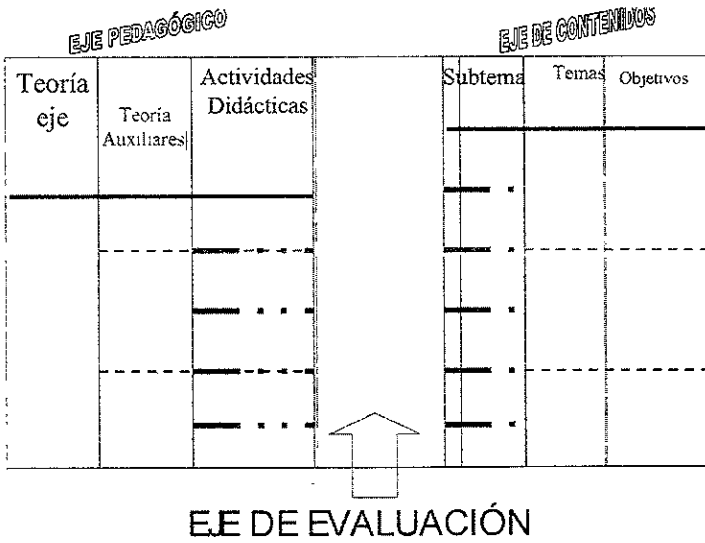 EJE PEDAGÓGICO
EJE DE CONTENIDOS
Teoría
eje
Teoría
Auxiliares
Actividades
Didácticas
Subtema
Temas
Objetivos
EJE DE EVALUACIÓN